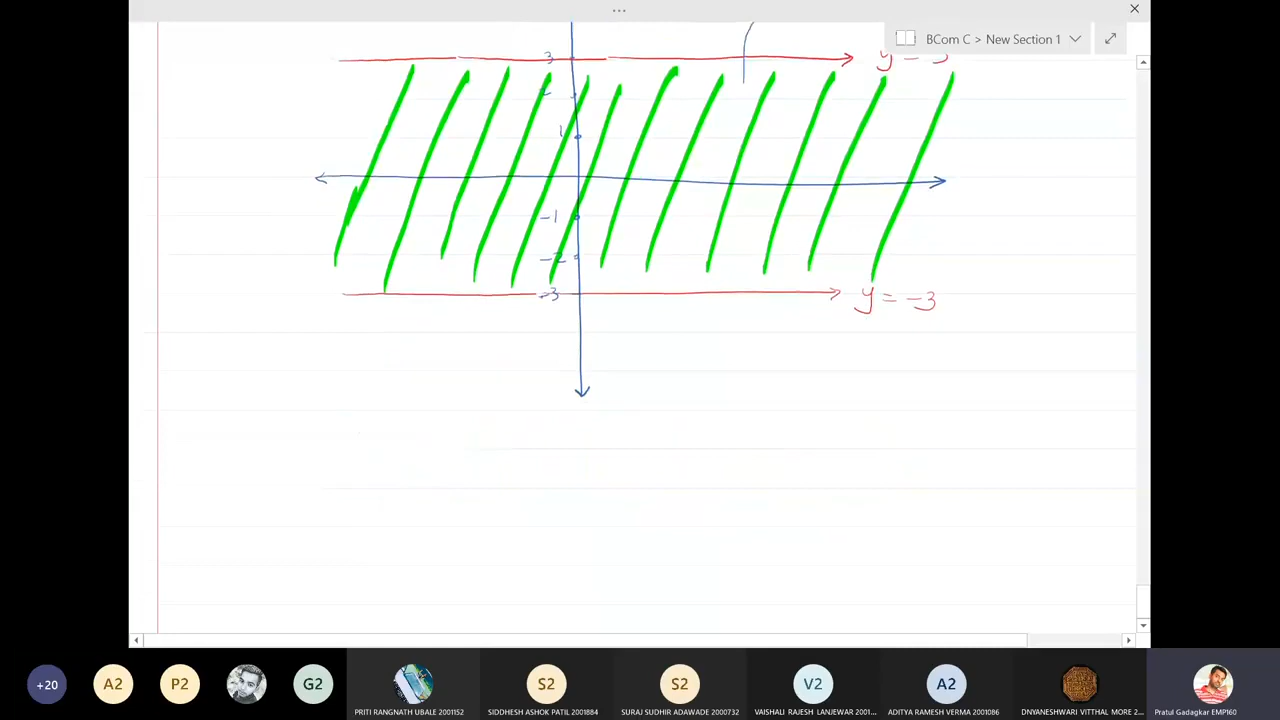 ...
BCom C > New Section 1
3
y = 3
2
1
-1
-2
-3
y = -3
+20
A2
P2
G2
S2
S2
V2
A2
PRITI RANGNATH UBALE 2001152
SIDDHESH ASHOK PATIL 2001884
SURAJ SUDHIR ADAWADE 2000732
VAISHALI RAJESH LANJEWAR 2001...
ADITYA RAMESH VERMA 2001086
DNYANESHWARI VITTHAL MORE 2...
Pratul Gadagkar EMP160